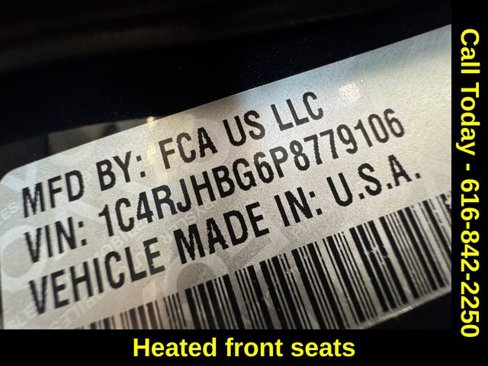 MFD BY: FCA US LLC
VIN: 1C4RJHBG6P8779106
VEHICLE MADE IN: U.S.A.
Call Today - 616-842-2250
Heated front seats